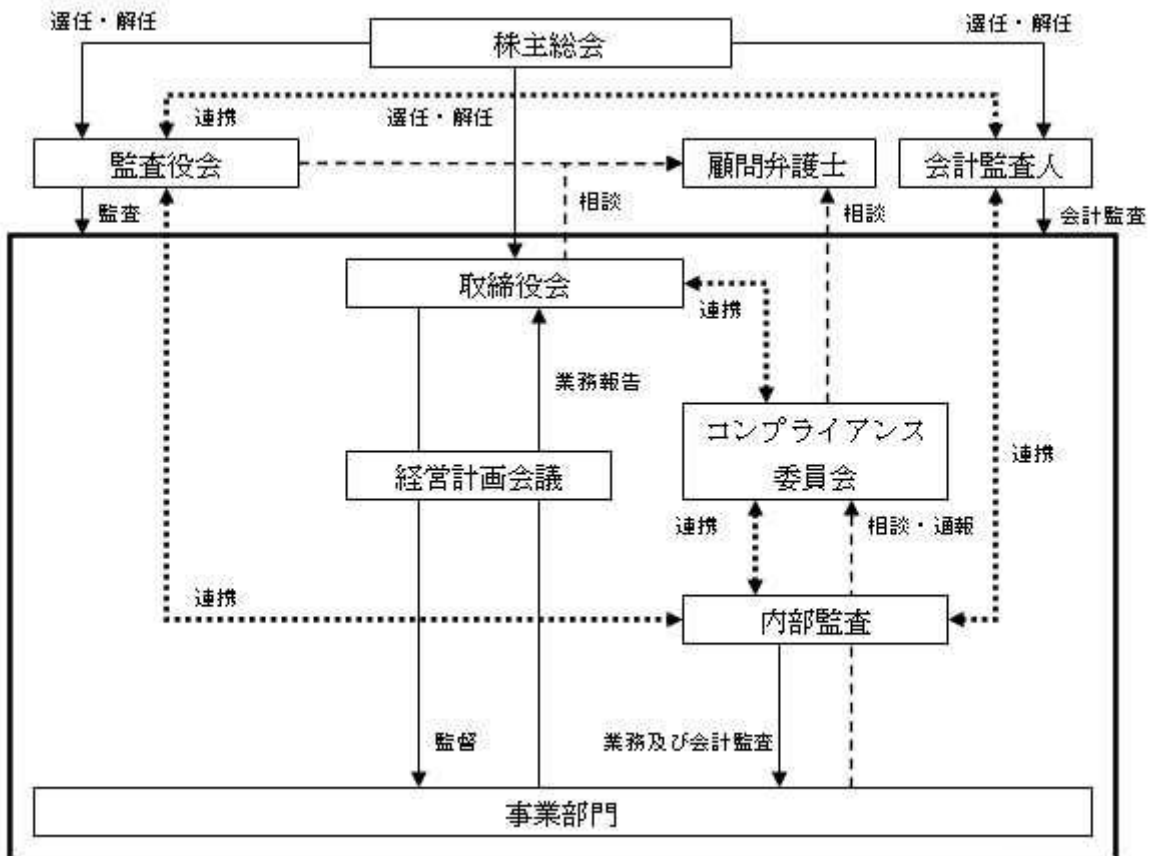 選任・解任
株主総会
選任・解任
連携
選任・解任
監査役会
顧問弁護士
会計監査人
監査
相談
相談
会計監査
取締役会
連携
業務報告
コンプライアンス
委員会
経営計画会議
連携
連携
相談・通報
連携
内部監査
監督
業務及び会計監査
事業部門